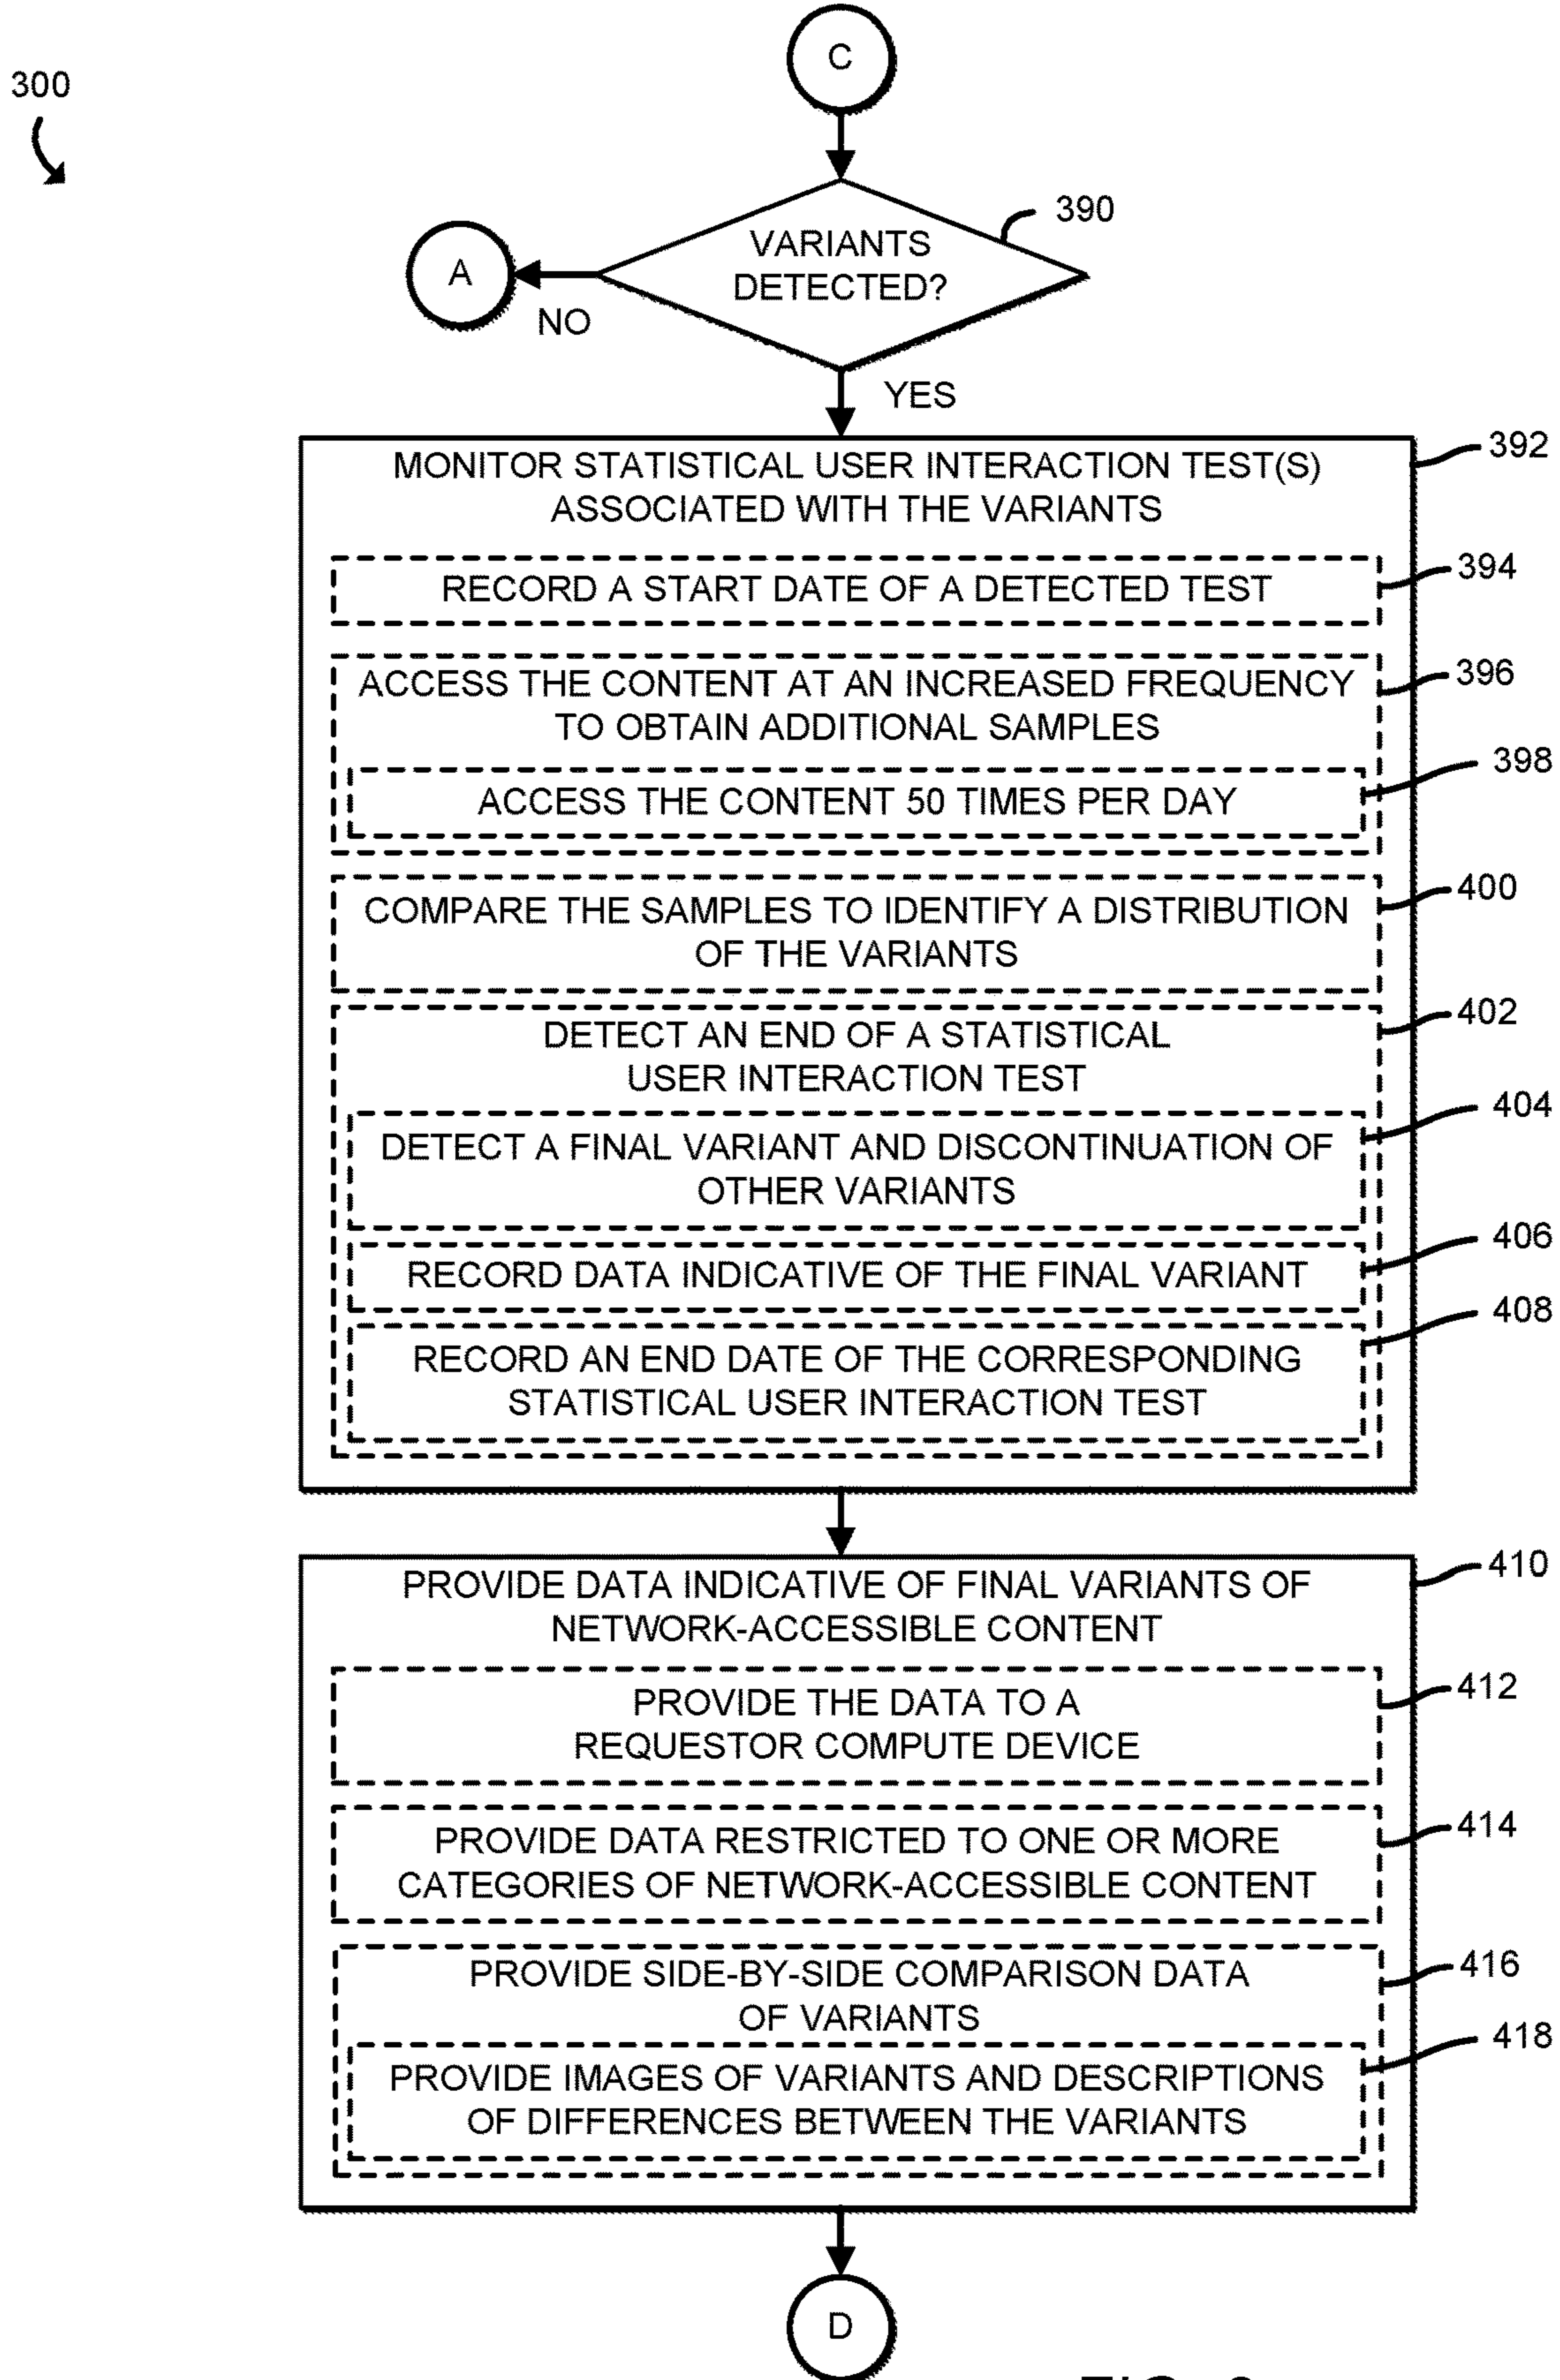 C
300
390
VARIANTS
DETECTED?
A
NO
YES
392
MONITOR STATISTICAL USER INTERACTION TEST(S)
ASSOCIATED WITH THE VARIANTS
394
RECORD A START DATE OF A DETECTED TEST
396
ACCESS THE CONTENT AT AN INCREASED FREQUENCY
TO OBTAIN ADDITIONAL SAMPLES
398
ACCESS THE CONTENT 50 TIMES PER DAY
400
COMPARE THE SAMPLES TO IDENTIFY A DISTRIBUTION
OF THE VARIANTS
402
DETECT AN END OF A STATISTICAL
USER INTERACTION TEST
404
DETECT A FINAL VARIANT AND DISCONTINUATION OF
OTHER VARIANTS
406
RECORD DATA INDICATIVE OF THE FINAL VARIANT
408
RECORD AN END DATE OF THE CORRESPONDING
STATISTICAL USER INTERACTION TEST
410
PROVIDE DATA INDICATIVE OF FINAL VARIANTS OF
NETWORK-ACCESSIBLE CONTENT
412
PROVIDE THE DATA TO A
REQUESTOR COMPUTE DEVICE
414
PROVIDE DATA RESTRICTED TO ONE OR MORE
CATEGORIES OF NETWORK-ACCESSIBLE CONTENT
416
PROVIDE SIDE-BY-SIDE COMPARISON DATA
OF VARIANTS
418
PROVIDE IMAGES OF VARIANTS AND DESCRIPTIONS
OF DIFFERENCES BETWEEN THE VARIANTS
D